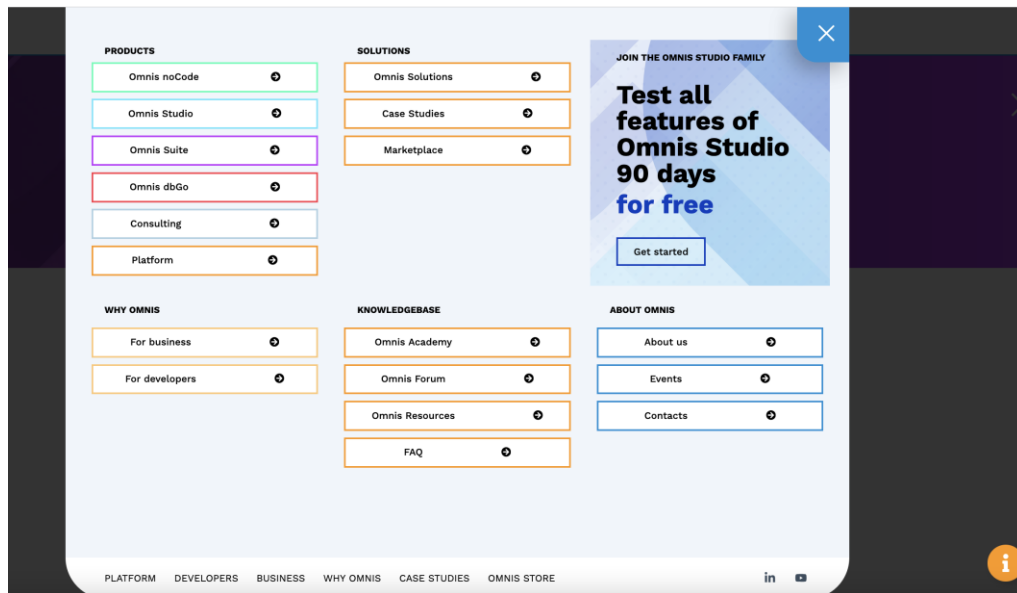 PRODUCTS
Omnis noCode
Omnis Studio
Omnis Suite
Omnis dbGo
Consulting
Platform
SOLUTIONS
Omnis Solutions
Case Studies
Marketplace
JOIN THE OMNIS STUDIO FAMILY
Test all
features of
Omnis Studio
90 days
for free
Get started
WHY OMNIS
For business
For developers
KNOWLEDGEBASE
Omnis Academy
Omnis Forum
Omnis Resources
FAQ
ABOUT OMNIS
About us
Events
Contacts
PLATFORM DEVELOPERS BUSINESS WHY OMNIS CASE STUDIES OMNIS STORE